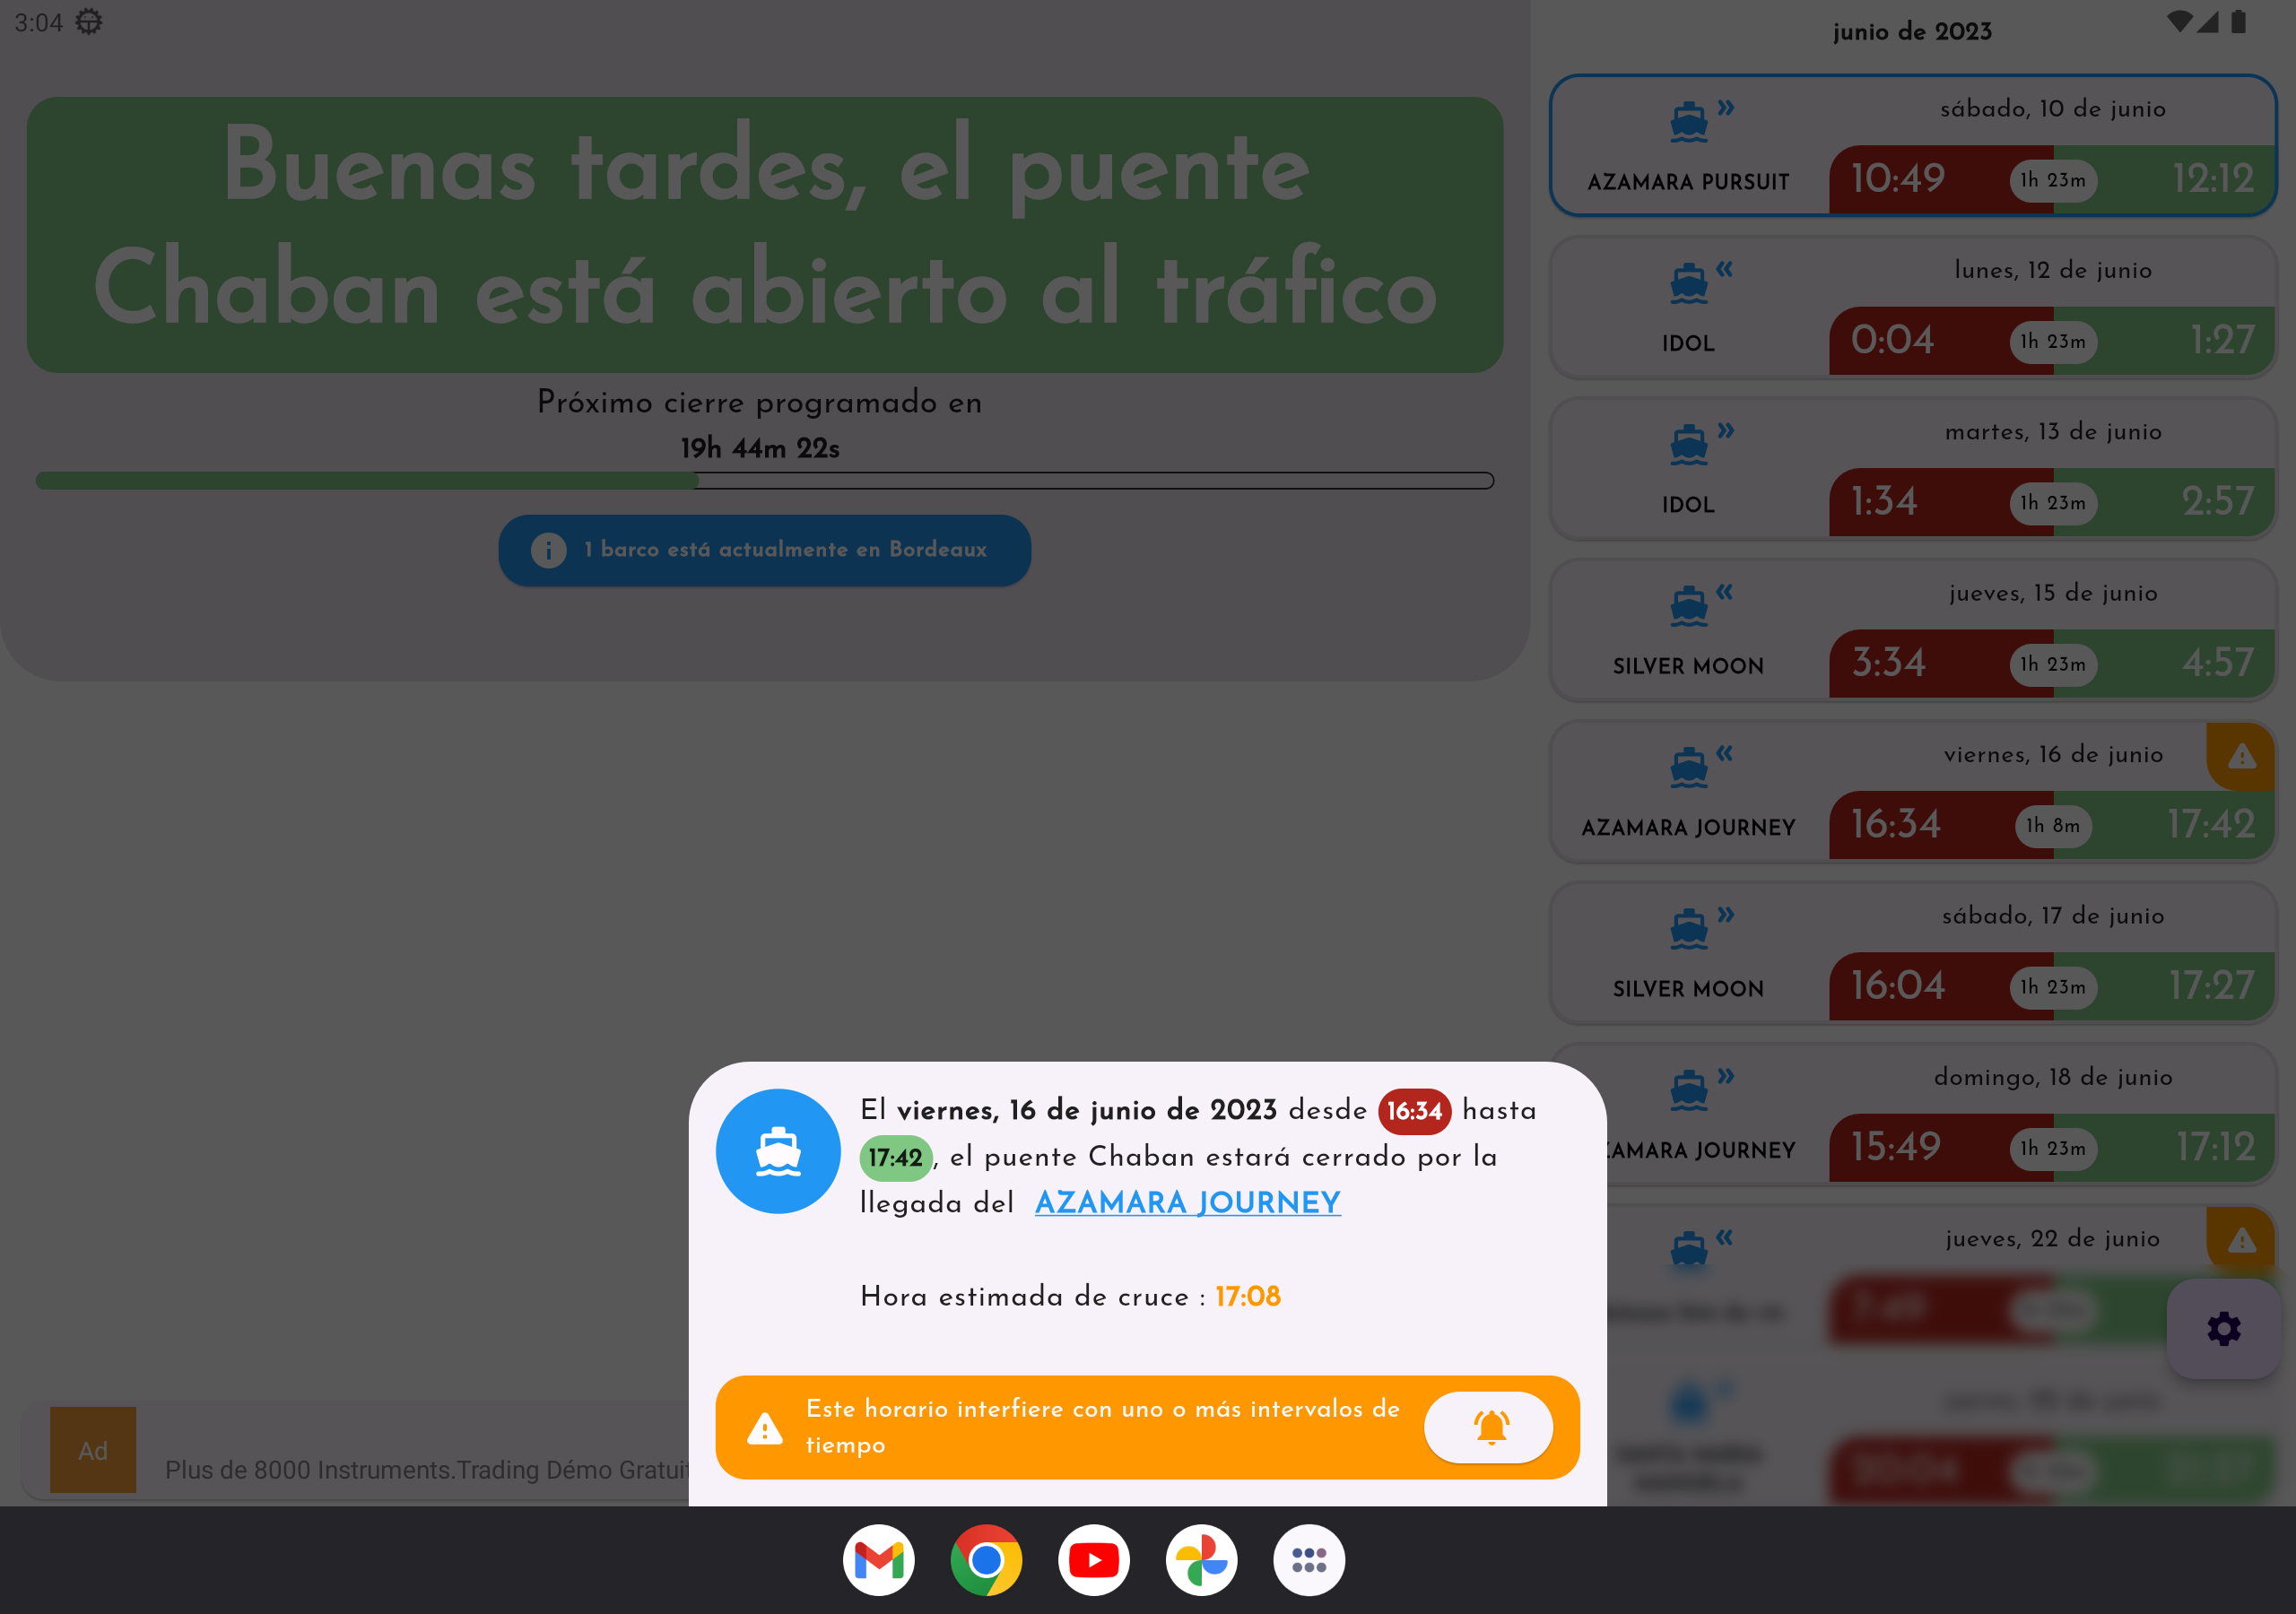 3:04
Buenas tardes, el puente
Chaban está abierto al tráfico
Próximo cierre programado en
19h 44m 22s
1 barco está actualmente en Bordeaux
junio de 2023
sábado, 10 de junio
AZAMARA PURSUIT
10:49 1h 23m 12:12
lunes, 12 de junio
IDOL
0:04 1h 23m 1:27
martes, 13 de junio
IDOL
1:34 1h 23m 2:57
jueves, 15 de junio
SILVER MOON
3:34 1h 23m 4:57
viernes, 16 de junio
AZAMARA JOURNEY
16:34 1h 8m 17:42
sábado, 17 de junio
SILVER MOON
16:04 1h 23m 17:27
domingo, 18 de junio
ZAMARA JOURNEY
15:49 1h 23m 17:12
jueves, 22 de junio
El viernes, 16 de junio de 2023 desde 16:34 hasta
17:42, el puente Chaban estará cerrado por la
llegada del AZAMARA JOURNEY
Hora estimada de cruce : 17:08
Este horario interfiere con uno o más intervalos de
tiempo
Ad
Plus de 8000 Instruments.Trading Démo Gratuit